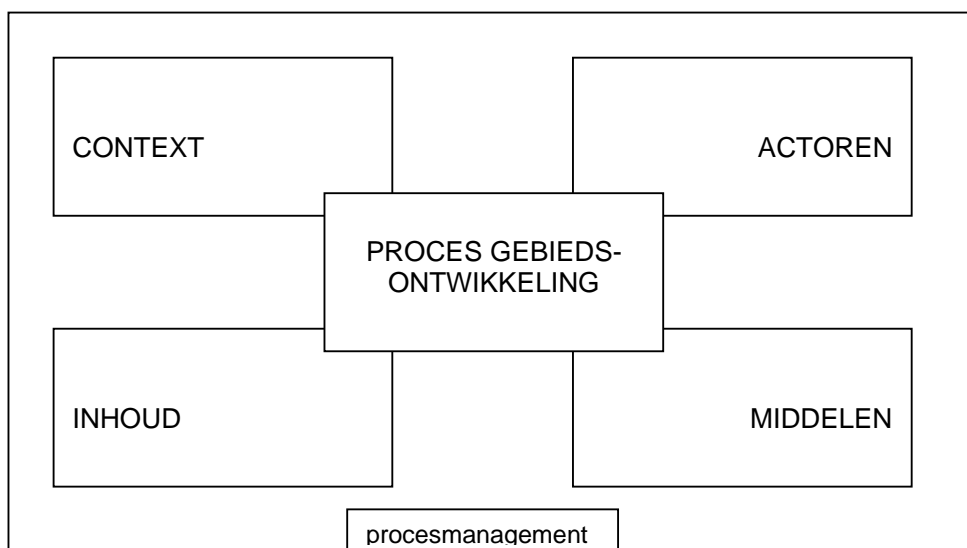 CONTEXT
ACTOREN
PROCES GEBIEDS-
ONTWIKKELING
INHOUD
MIDDELEN
procesmanagement